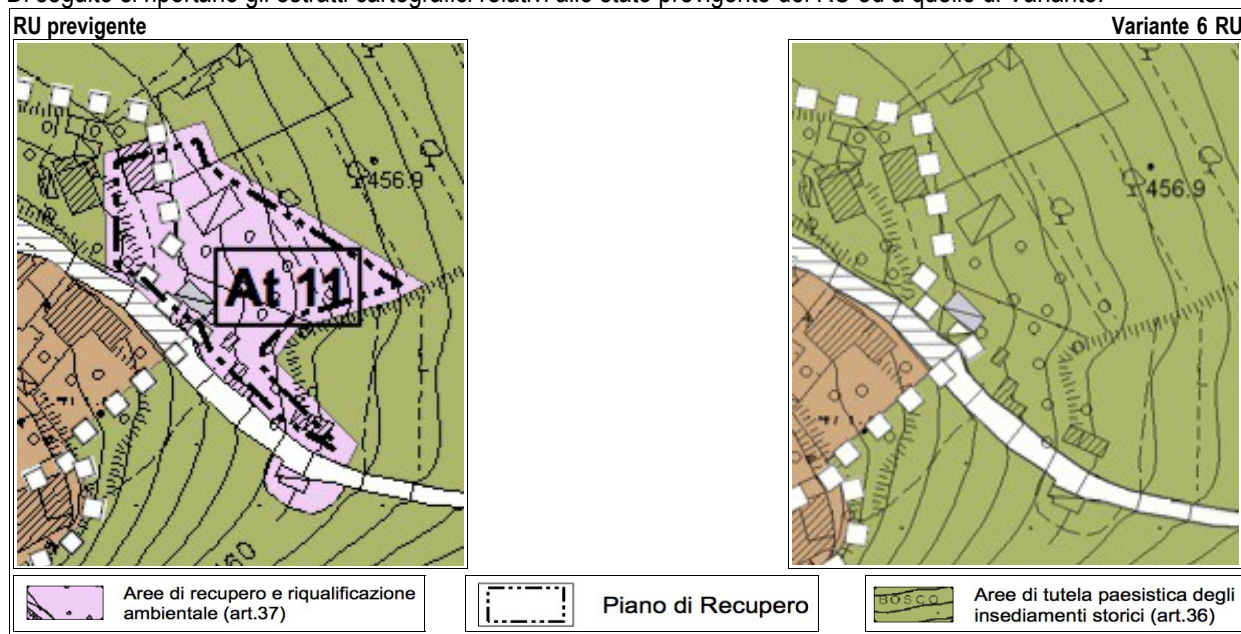 Di seguito si riportano gli estratti cartografici relativi allo stato previgente del RU ed a quello di Variante:
RU previgente
Variante 6 RU
456.9
At 11
60
456.9
Aree di recupero e riqualificazione
ambientale (art.37)
Piano di Recupero
BOSCO
Aree di tutela paesistica degli
insediamenti storici (art.36)